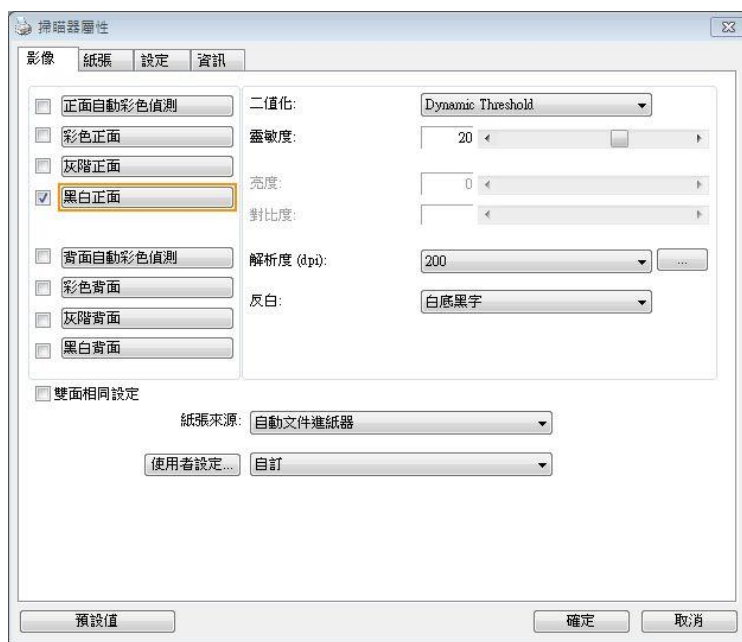 掃瞄器屬性
影像 紙張 設定 資訊
正面自動彩色偵測
彩色正面
灰階正面
黑白正面
背面自動彩色偵測
彩色背面
灰階背面
黑白背面
二值化: Dynamic Threshold
靈敏度: 20
亮度: 0
對比度:
解析度 (dpi): 200 ...
反白: 白底黑字
雙面相同設定
紙張來源: 自動文件進紙器
使用者設定... 自訂
預設值 確定 取消